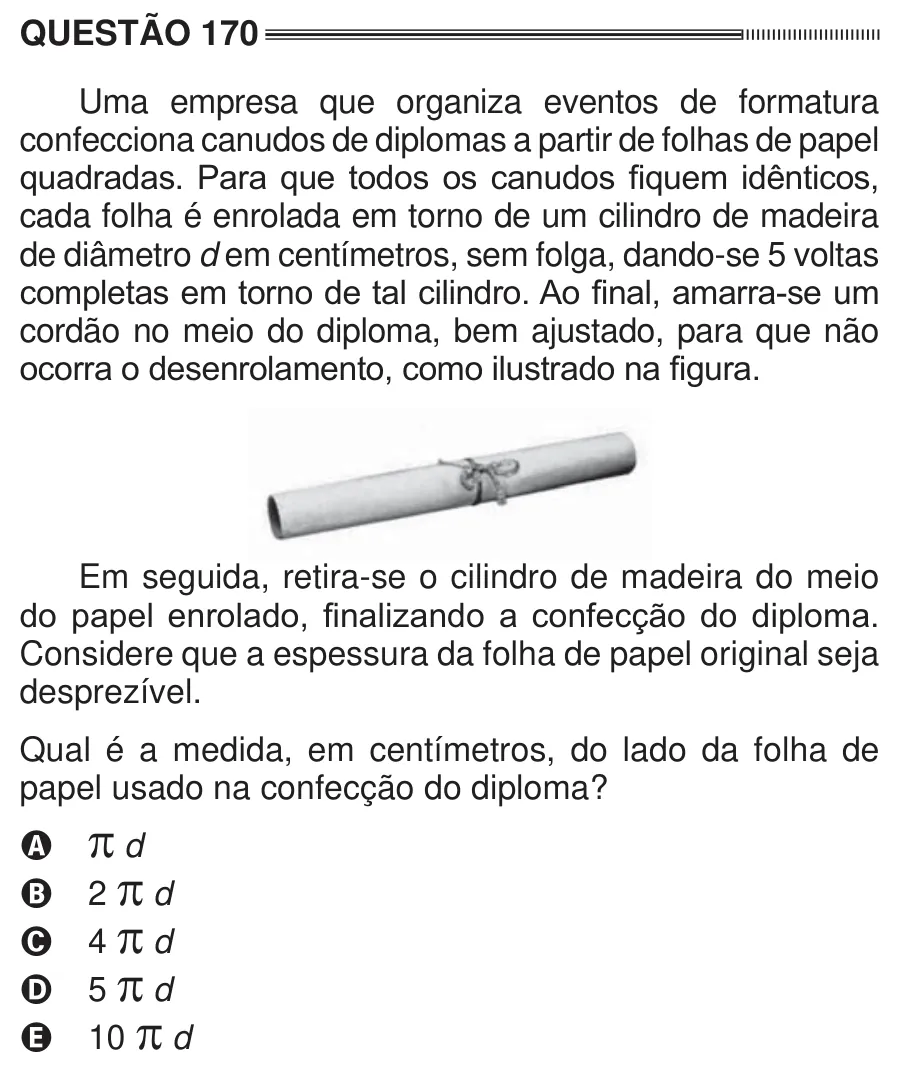 QUESTÃO 170
Uma empresa que organiza eventos de formatura
confecciona canudos de diplomas a partir de folhas de papel
quadradas. Para que todos os canudos fiquem idênticos,
cada folha é enrolada em torno de um cilindro de madeira
de diâmetro d em centímetros, sem folga, dando-se 5 voltas
completas em torno de tal cilindro. Ao final, amarra-se um
cordão no meio do diploma, bem ajustado, para que não
ocorra o desenrolamento, como ilustrado na figura.
Em seguida, retira-se o cilindro de madeira do meio
do papel enrolado, finalizando a confecção do diploma.
Considere que a espessura da folha de papel original seja
desprezível.
Qual é a medida, em centímetros, do lado da folha de
papel usado na confecção do diploma?
A π d
B 2 π d
C 4 π d
D 5 π d
E 10 π d